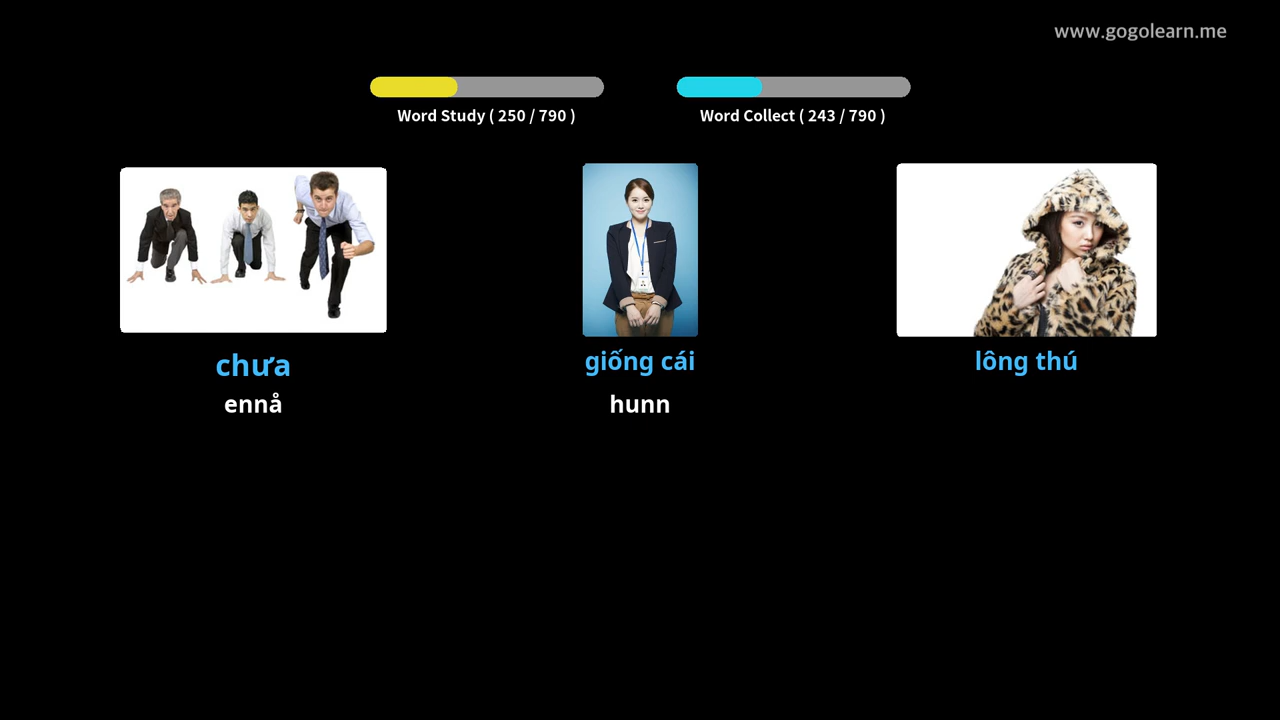 www.gogolearn.me
Word Study ( 250 / 790 )
Word Collect ( 243 / 790 )
chưa
giống cái
lông thú
ennå
hunn